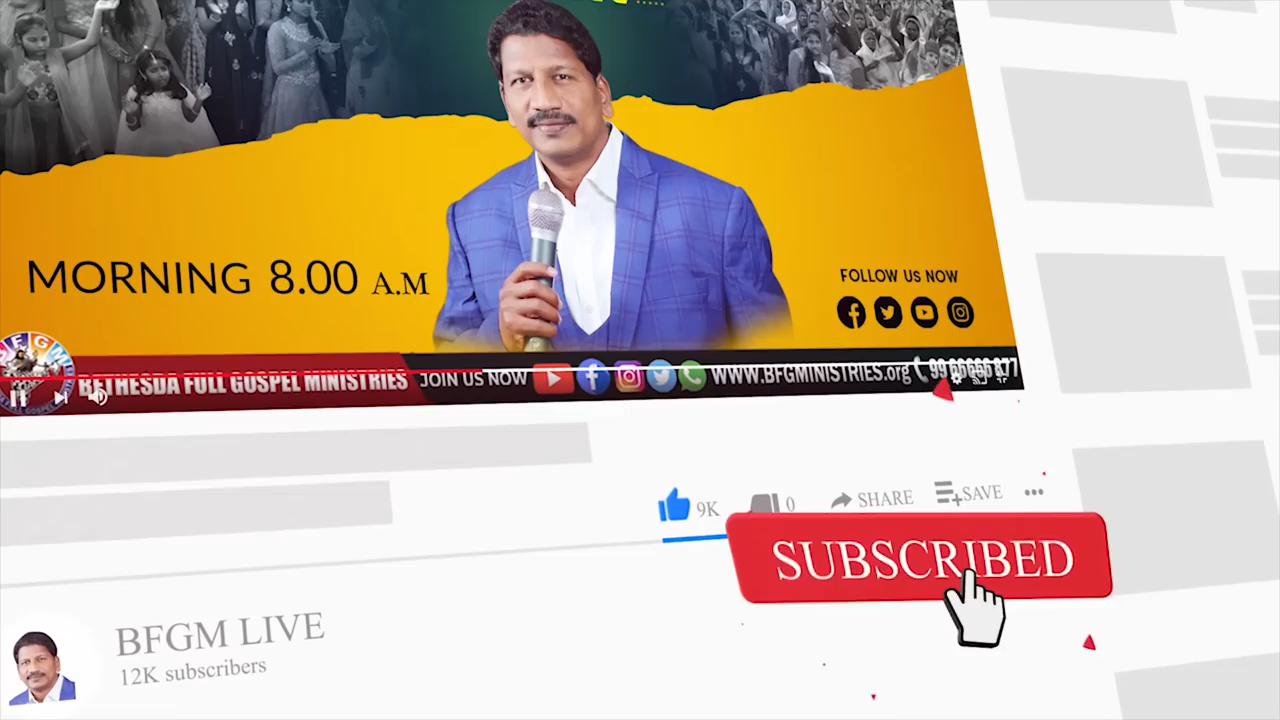 MORNING 8.00 A.M
FOLLOW US NOW
BFGM
BETHESDA FULL GOSPEL MINISTRIES
JOIN US NOW
WWW.BFGMINISTRIES.org
9K
0
SHARE
SAVE
SUBSCRIBED
BFGM LIVE
12K subscribers